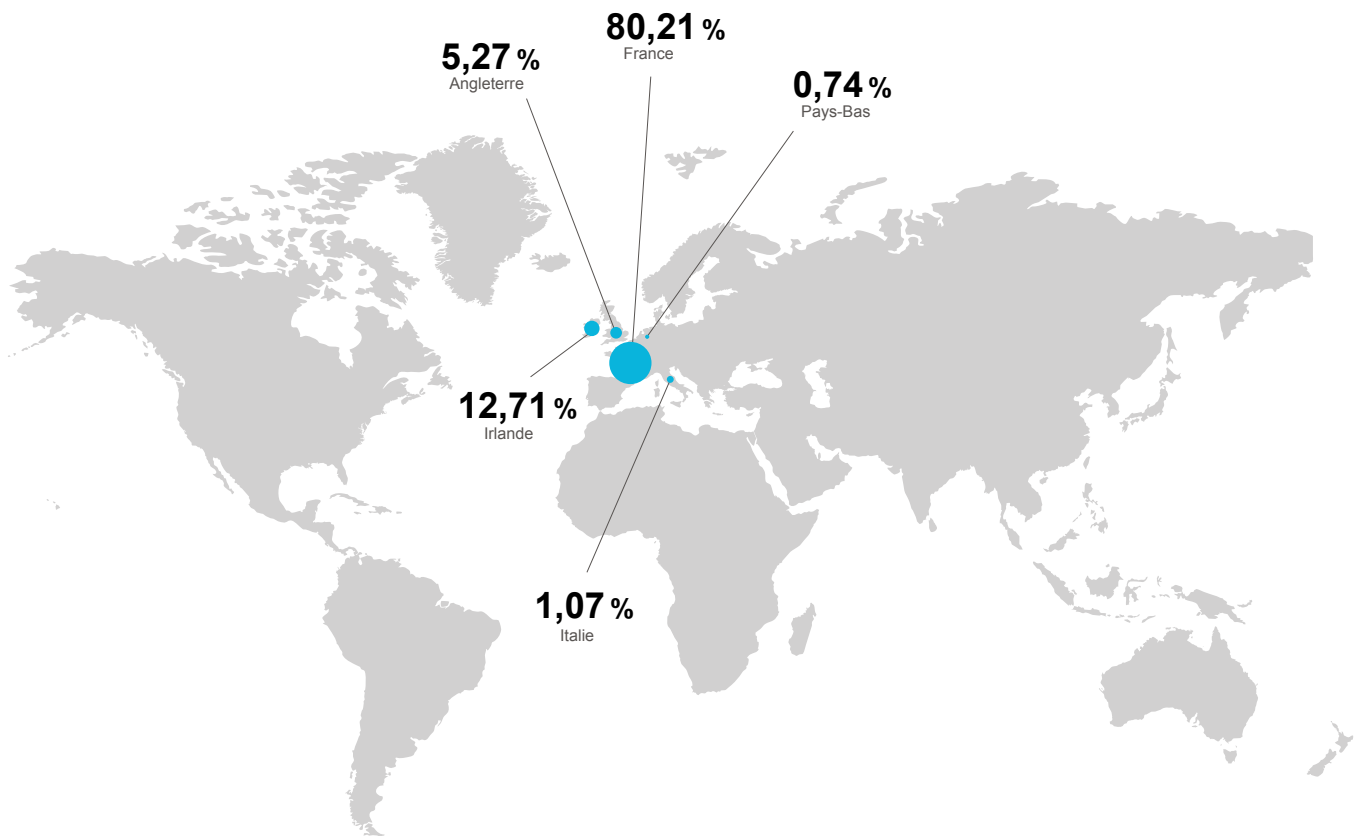 80,21 %
France
5,27 %
Angleterre
0,74 %
Pays-Bas
12,71 %
Irlande
1,07 %
Italie